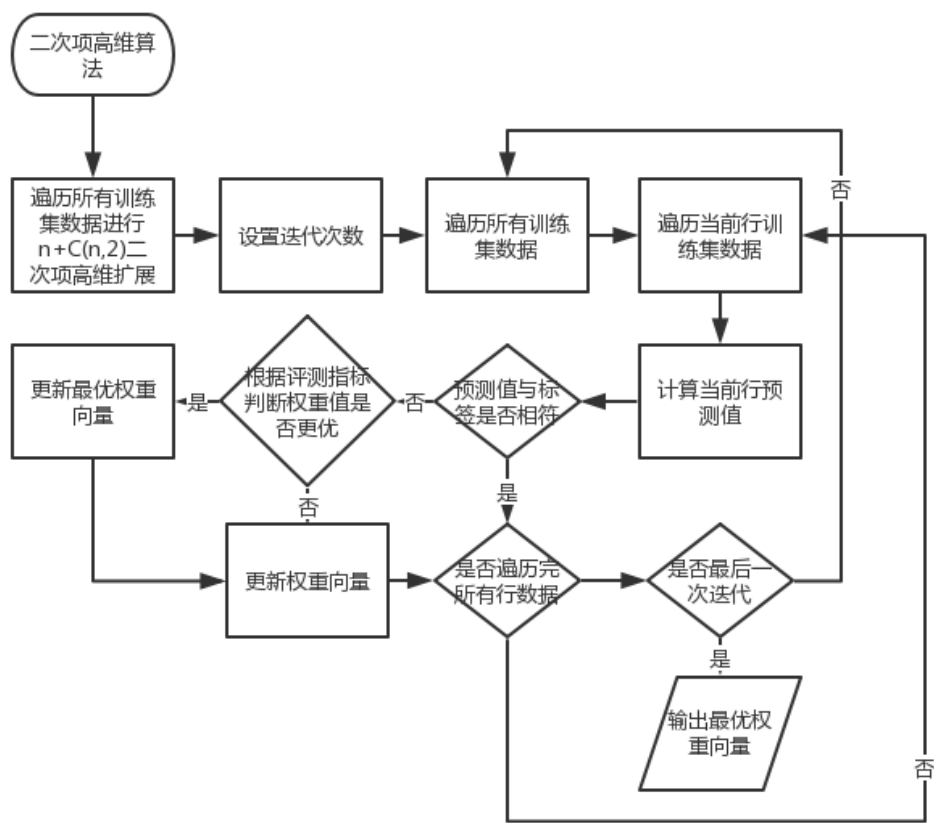 二次项高维算
法
遍历所有训练
集数据进行
n+C(n,2)二
次项高维扩展
设置迭代次数
遍历所有训练
集数据
遍历当前行训
练集数据
否
更新最优权重
向量
是
根据评测指标
判断权重值是
否更优
否
预测值与标
签是否相符
计算当前行预
测值
否
是
更新权重向量
是否遍历完
所有行数据
是否最后一
次迭代
是
输出最优权
重向量
否